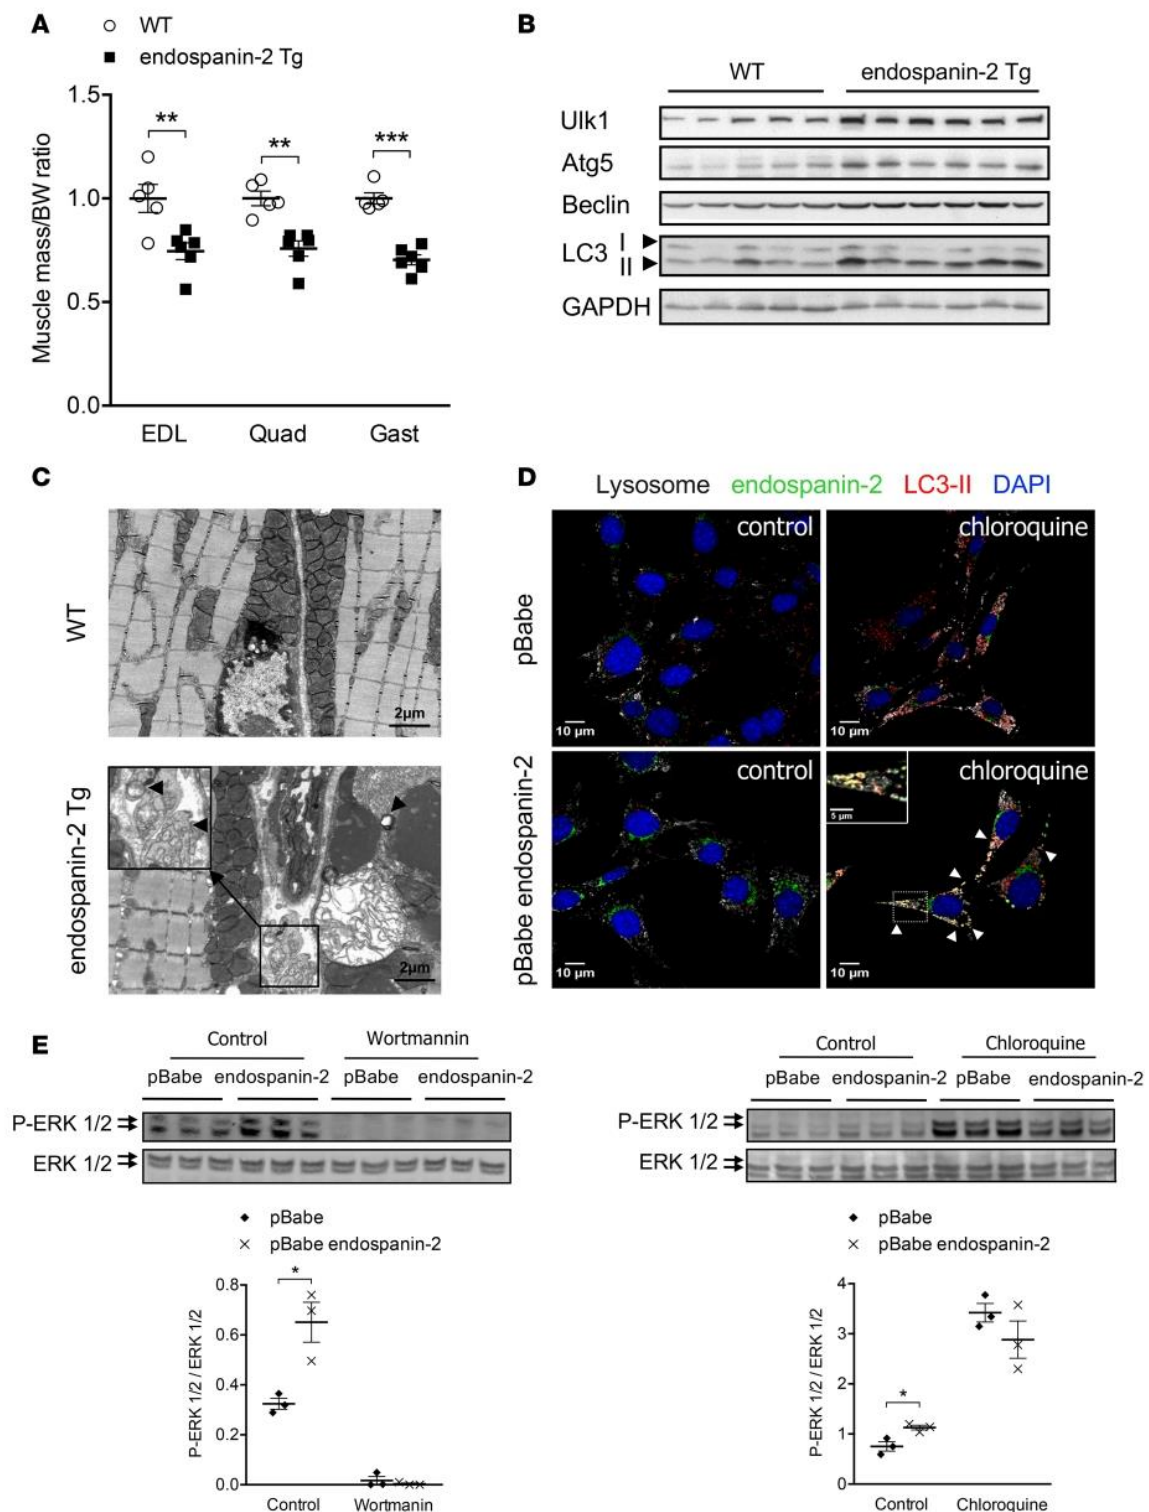 A
WT
endospanin-2 Tg
1.5
**
**
***
1.0
0.5
0.0
Muscle mass/BW ratio
EDL Quad Gast
B
WT endospanin-2 Tg
Ulk1
Atg5
Beclin
LC3 I
II
GAPDH
C
WT
2µm
endospanin-2 Tg
2µm
D
Lysosome endospanin-2 LC3-II DAPI
pBabe
control
10 µm
chloroquine
10 µm
pBabe endospanin-2
control
10 µm
chloroquine
5 µm
10 µm
E
Control Wortmannin
pBabe endospanin-2 pBabe endospanin-2
P-ERK 1/2
ERK 1/2
pBabe
pBabe endospanin-2
0.8
*
0.6
0.4
0.2
0.0
P-ERK 1/2 / ERK 1/2
Control Wortmanin
Control Chloroquine
pBabe endospanin-2 pBabe endospanin-2
P-ERK 1/2
ERK 1/2
pBabe
pBabe endospanin-2
4
3
2
*
1
0
P-ERK 1/2 / ERK 1/2
Control Chloroquine